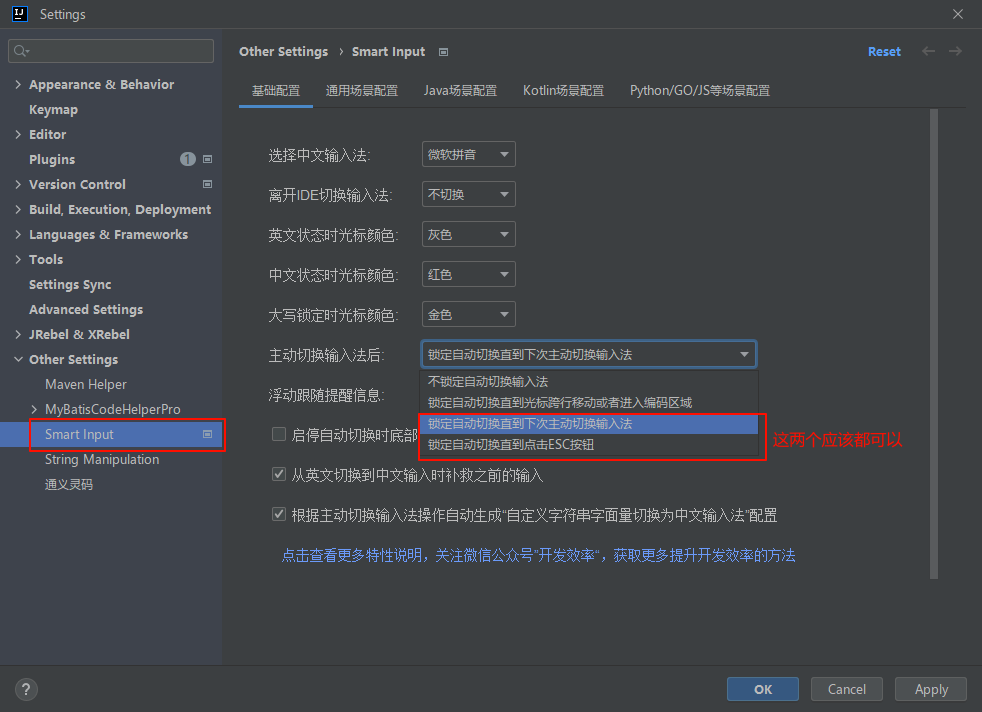 IJ Settings
Other Settings › Smart Input Reset
基础配置 通用场景配置 Java场景配置 Kotlin场景配置 Python/GO/JS等场景配置
Appearance & Behavior
Keymap
Editor
Plugins 1
Version Control
Build, Execution, Deployment
Languages & Frameworks
Tools
Settings Sync
Advanced Settings
JRebel & XRebel
Other Settings
Maven Helper
MyBatisCodeHelperPro
Smart Input
String Manipulation
通义灵码
选择中文输入法: 微软拼音
离开IDE切换输入法: 不切换
英文状态时光标颜色: 灰色
中文状态时光标颜色: 红色
大写锁定时光标颜色: 金色
主动切换输入法后: 锁定自动切换直到下次主动切换输入法
不锁定自动切换输入法
浮动跟随提醒信息:
锁定自动切换直到光标跨行移动或者进入编码区域
锁定自动切换直到下次主动切换输入法
启停自动切换时底部
锁定自动切换直到点击ESC按钮
这两个应该都可以
从英文切换到中文输入时补救之前的输入
根据主动切换输入法操作自动生成“自定义字符串字面量切换为中文输入法”配置
点击查看更多特性说明，关注微信公众号”开发效率“，获取更多提升开发效率的方法
? OK Cancel Apply